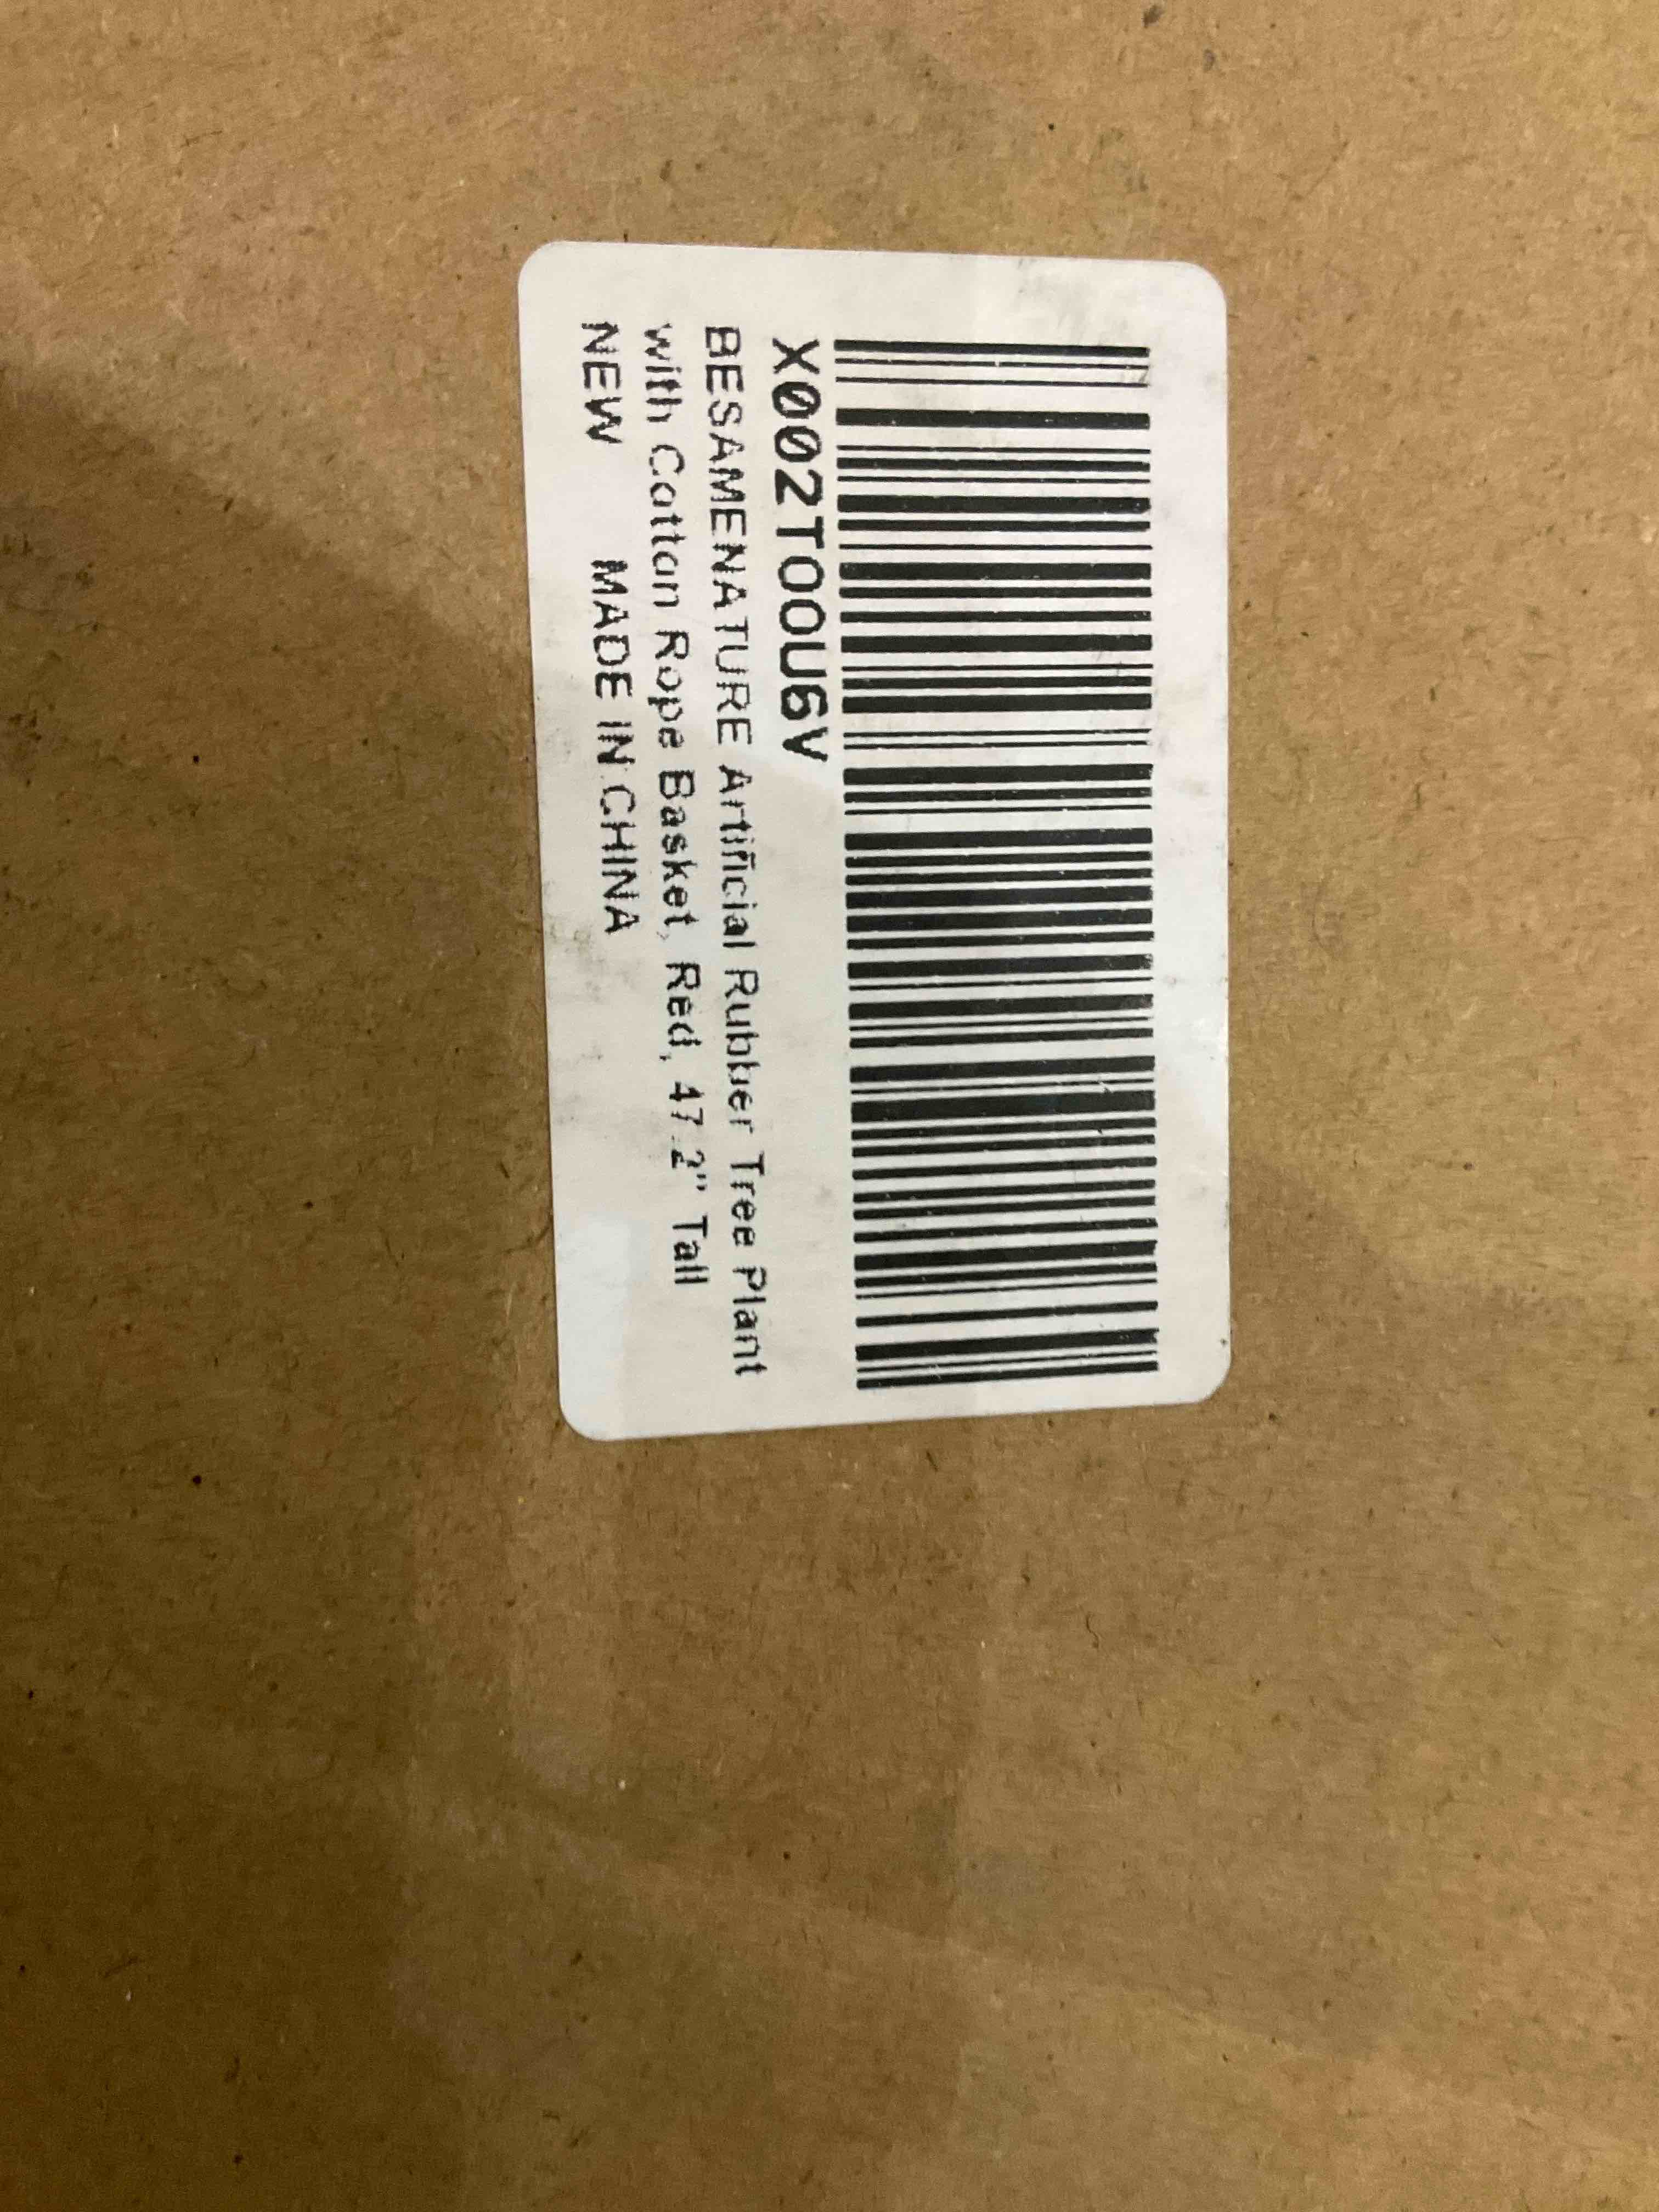 X002TOOU6V
BESAMENATURE Artificial Rubber Tree Plant
with Cotton Rope Basket, Red, 47.2" Tall
NEW MADE IN CHINA